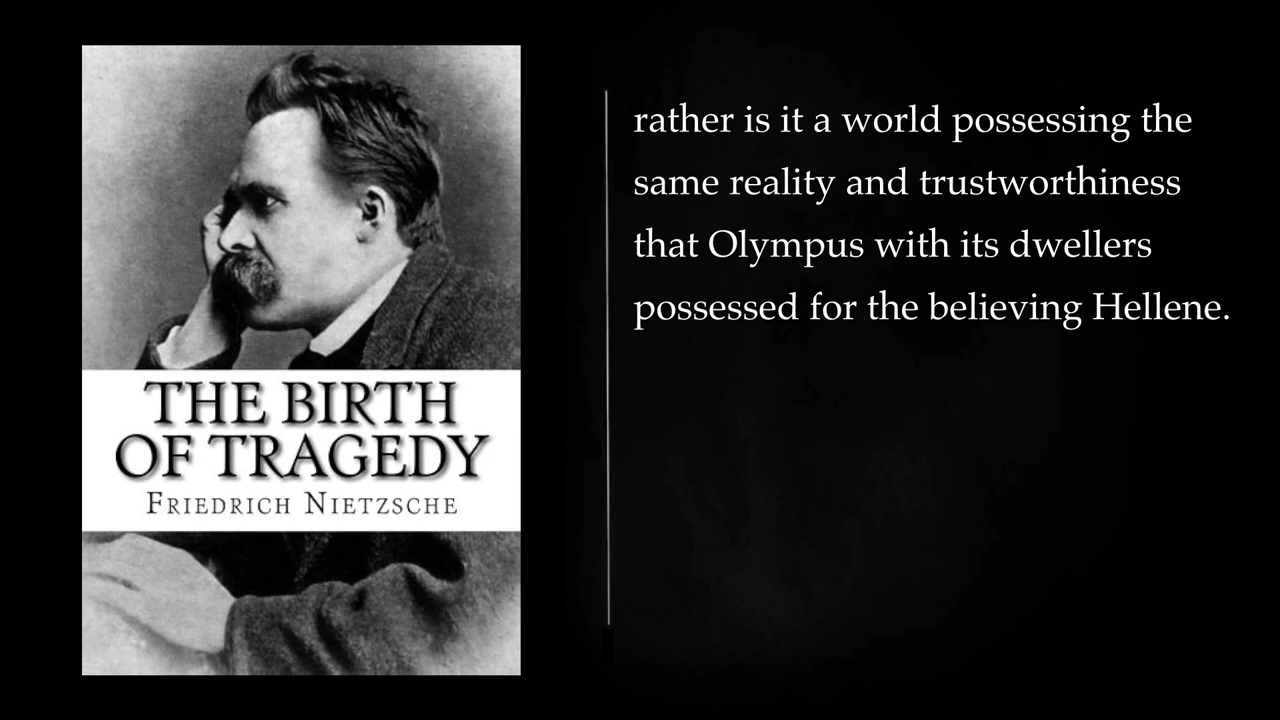 THE BIRTH
OF TRAGEDY
FRIEDRICH NIETZSCHE
rather is it a world possessing the
same reality and trustworthiness
that Olympus with its dwellers
possessed for the believing Hellene.